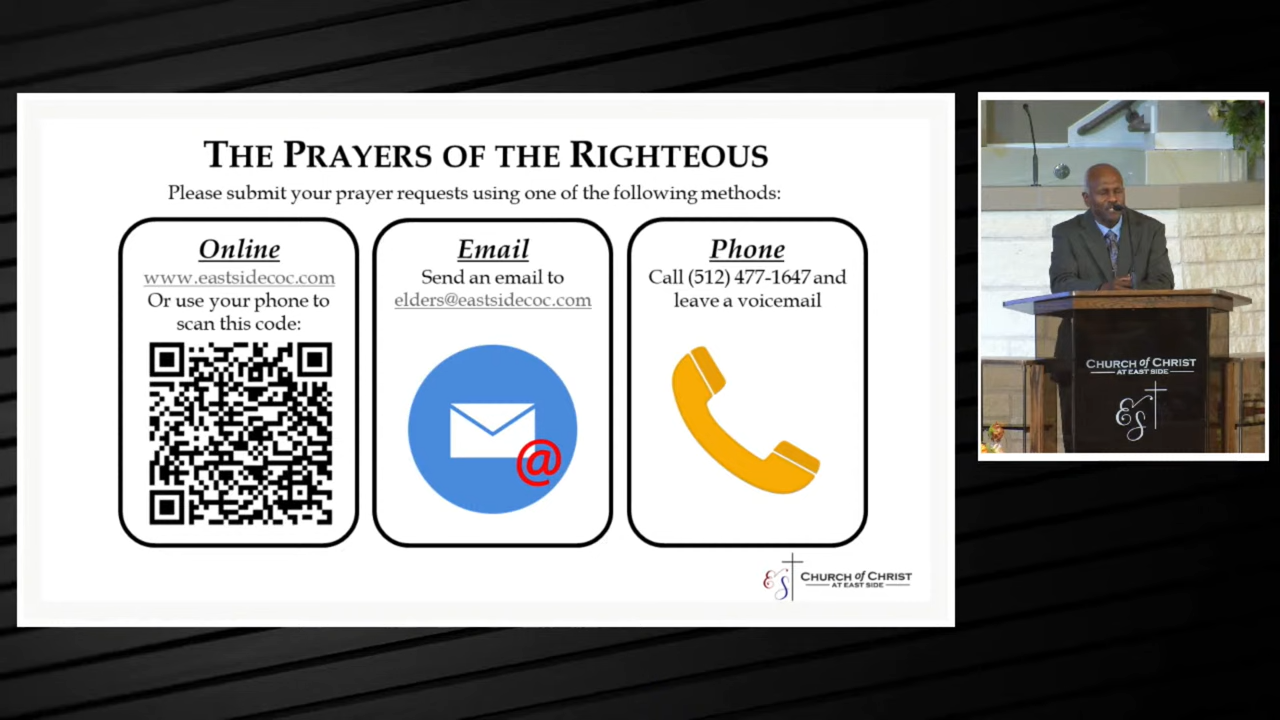 THE PRAYERS OF THE RIGHTEOUS
Please submit your prayer requests using one of the following methods:
Online
www.eastsidecoc.com
Or use your phone to
scan this code:
Email
Send an email to
elders@eastsidecoc.com
@
Phone
Call (512) 477-1647 and
leave a voicemail
ES CHURCH of CHRIST
AT EAST SIDE
CHURCH of CHRIST
AT EAST SIDE
ES